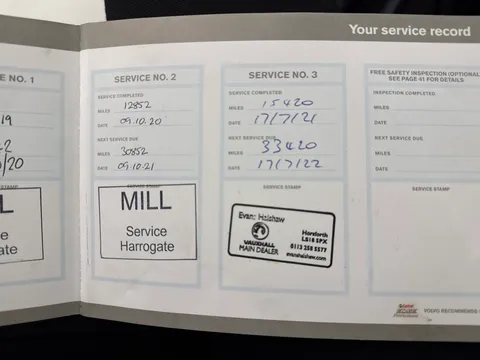 Your service record
E NO. 1
19
2
/20
L
e
gate
SERVICE NO. 2
SERVICE COMPLETED
MILES 12852
DATE 09.10.20
NEXT SERVICE DUE
MILES 30852
DATE 09.10.21
SERVICE STAMP
MILL
Service
Harrogate
SERVICE NO. 3
SERVICE COMPLETED
MILES 15420
DATE 17/7/21
NEXT SERVICE DUE
MILES 33420
DATE 17/7/22
SERVICE STAMP
Evans Halshaw
VAUXHALL
MAIN DEALER
Horsforth
LS18 5PX
0113 258 5577
evanshalshaw.com
FREE SAFETY INSPECTION (OPTIONAL
SEE PAGE 41 FOR DETAILS
INSPECTION COMPLETED
MILES
DATE
NEXT SERVICE DUE
MILES
DATE
SERVICE STAMP
VOLVO RECOMMENDS